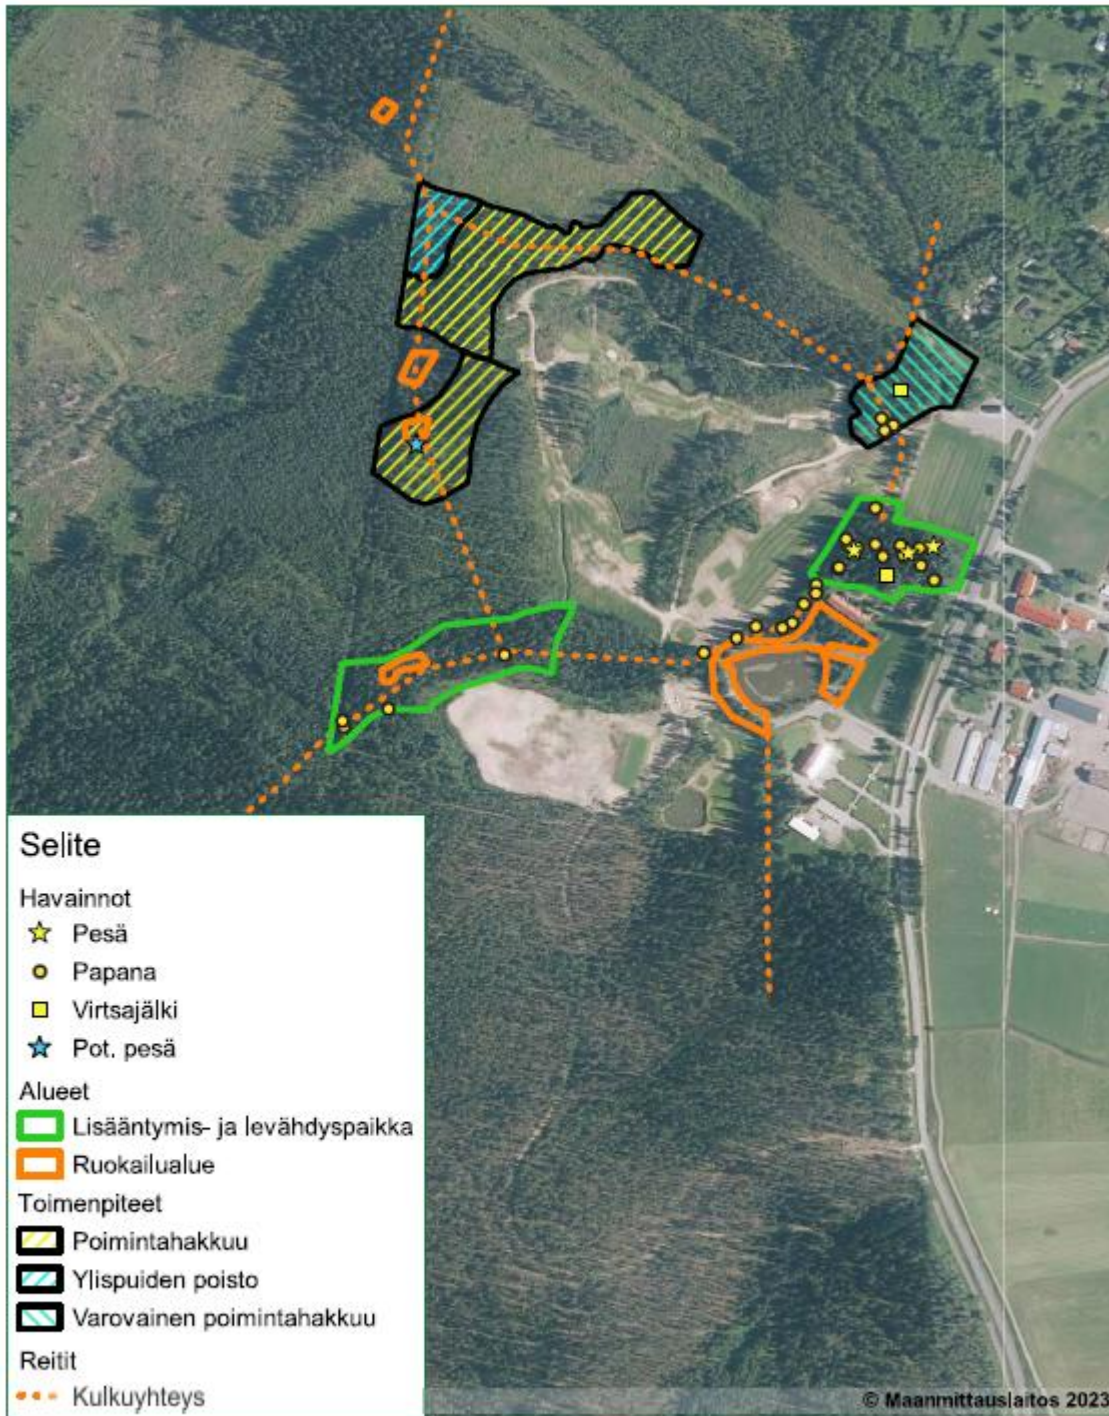 Selite
Havainnot
Pesä
Papana
Virtsajälki
Pot. pesä
Alueet
Lisääntymis- ja levähdyspaikka
Ruokailualue
Toimenpiteet
Poimintahakkuu
Ylispuiden poisto
Varovainen poimintahakkuu
Reitit
Kulkuyhteys
© Maanmittauslaitos 2023